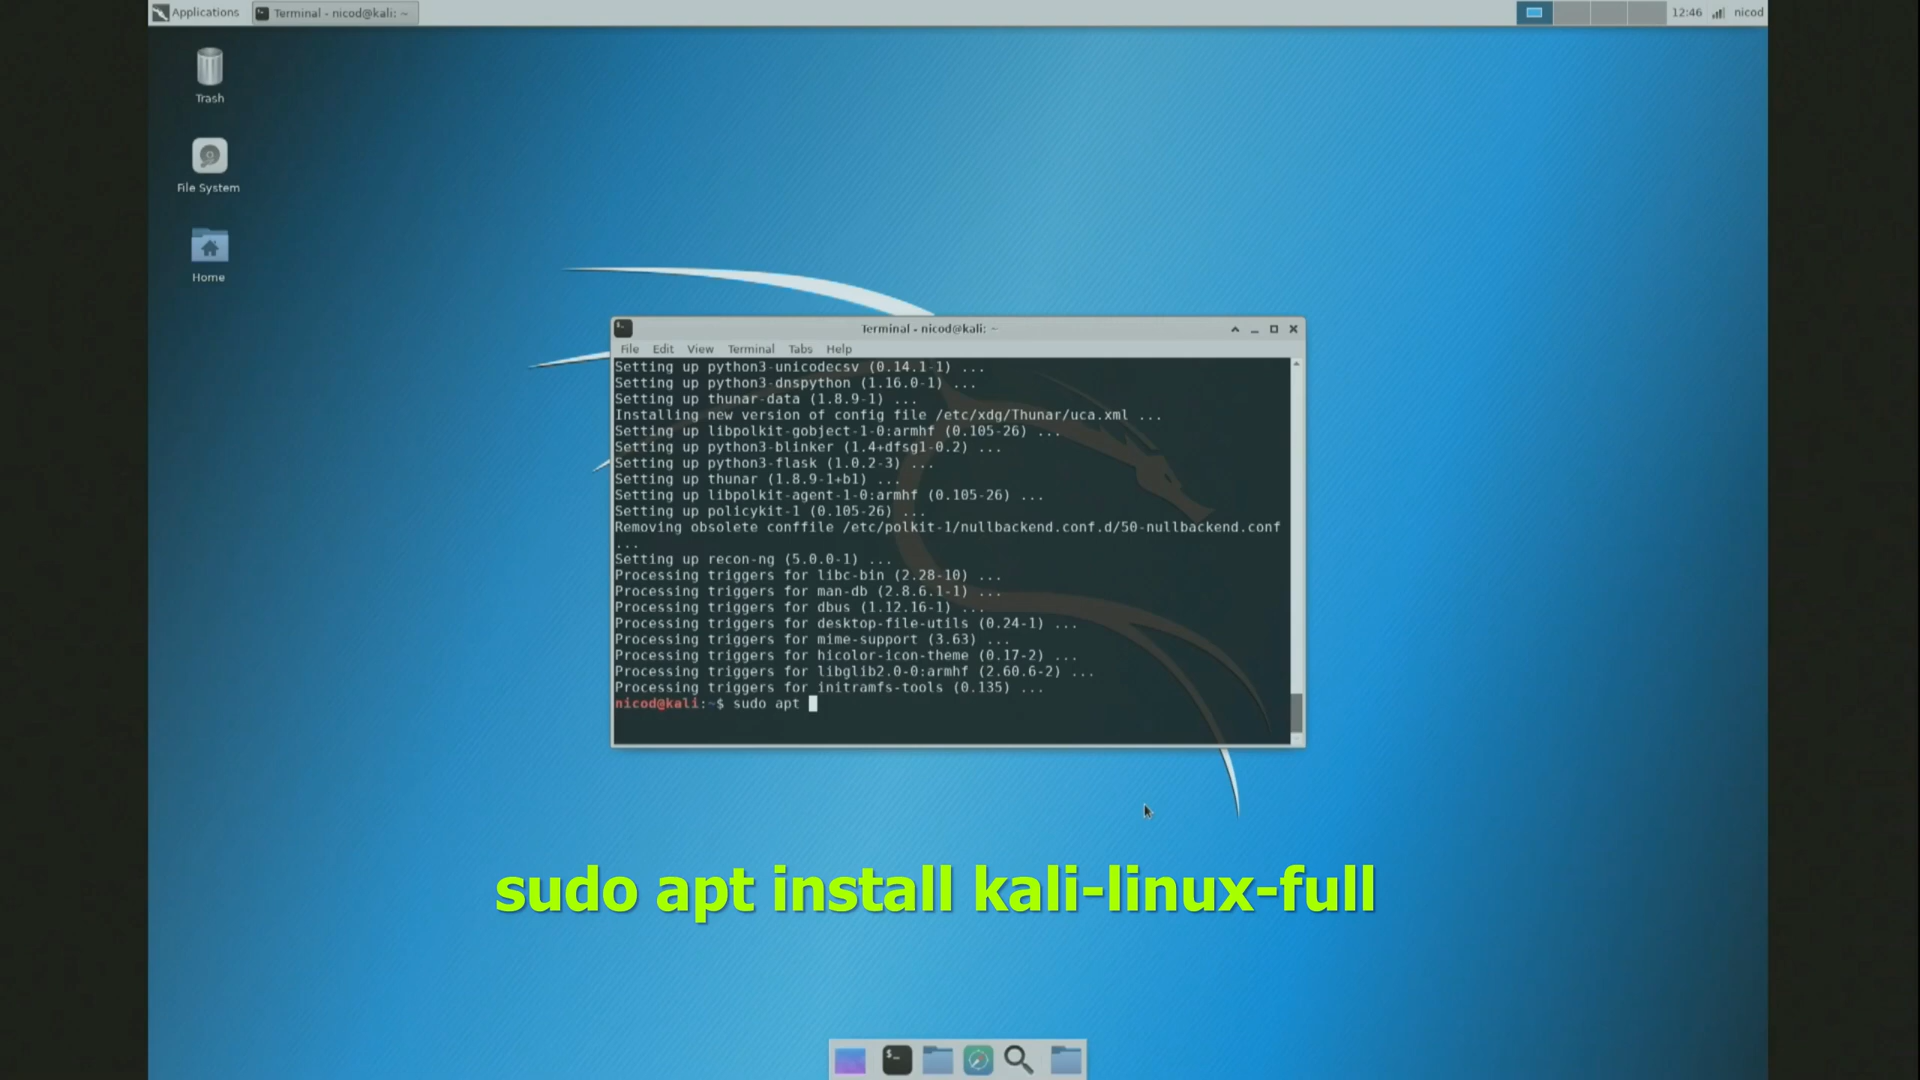 Applications
Terminal - nicod@kali: ~
12:46
nicod
Trash
File System
Home
Terminal - nicod@kali: ~
File Edit View Terminal Tabs Help
Setting up python3-unicodecsv (0.14.1-1) ...
Setting up python3-dnspython (1.16.0-1) ...
Setting up thunar-data (1.8.9-1) ...
Installing new version of config file /etc/xdg/Thunar/uca.xml ...
Setting up libpolkit-gobject-1-0:armhf (0.105-26) ...
Setting up python3-blinker (1.4+dfsg1-0.2) ...
Setting up python3-flask (1.0.2-3) ...
Setting up thunar (1.8.9-1+b1) ...
Setting up libpolkit-agent-1-0:armhf (0.105-26) ...
Setting up policykit-1 (0.105-26) ...
Removing obsolete conffile /etc/polkit-1/nullbackend.conf.d/50-nullbackend.conf
...
Setting up recon-ng (5.0.0-1) ...
Processing triggers for libc-bin (2.28-10) ...
Processing triggers for man-db (2.8.6.1-1) ...
Processing triggers for dbus (1.12.16-1) ...
Processing triggers for desktop-file-utils (0.24-1) ...
Processing triggers for mime-support (3.63) ...
Processing triggers for hicolor-icon-theme (0.17-2) ...
Processing triggers for libglib2.0-0:armhf (2.60.6-2) ...
Processing triggers for initramfs-tools (0.135) ...
nicod@kali:~$ sudo apt
sudo apt install kali-linux-full